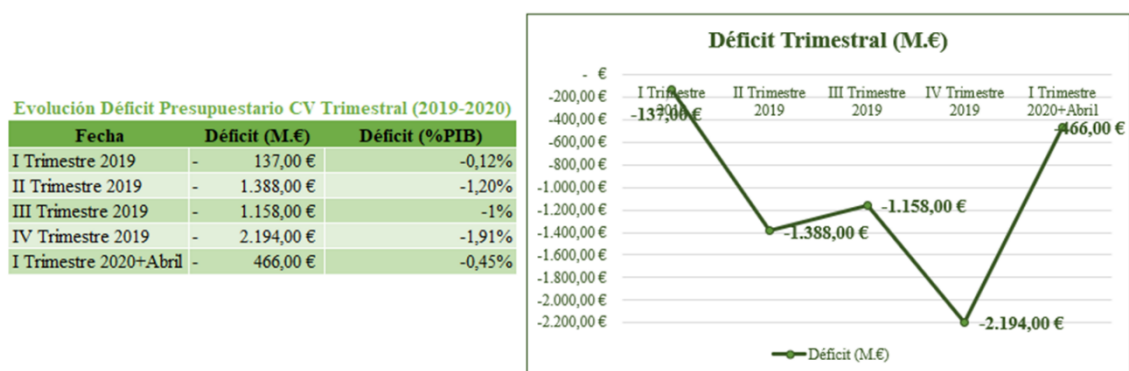 Evolución Déficit Presupuestario CV Trimestral (2019-2020)
Fecha Déficit (M.€) Déficit (%PIB)
I Trimestre 2019 - 137,00 € -0,12%
II Trimestre 2019 - 1.388,00 € -1,20%
III Trimestre 2019 - 1.158,00 € -1%
IV Trimestre 2019 - 2.194,00 € -1,91%
I Trimestre 2020+Abril - 466,00 € -0,45%
Déficit Trimestral (M.€)
- €
-200,00 €
-400,00 €
-600,00 €
-800,00 €
-1.000,00 €
-1.200,00 €
-1.400,00 €
-1.600,00 €
-1.800,00 €
-2.000,00 €
-2.200,00 €
I Trimestre
2019
II Trimestre
2019
III Trimestre
2019
IV Trimestre
2019
I Trimestre
2020+Abril
-137,00 €
-1.388,00 €
-1.158,00 €
-2.194,00 €
-466,00 €
Déficit (M.€)